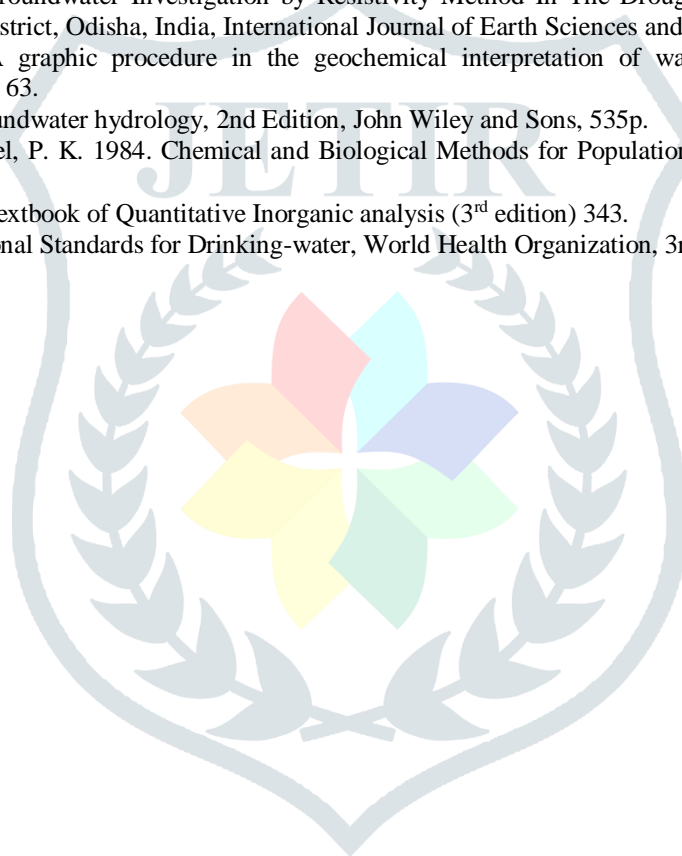 roundwater Investigation by Resistivity Method In The Droug
strict, Odisha, India, International Journal of Earth Sciences and
A graphic procedure in the geochemical interpretation of wa
63.
undwater hydrology, 2nd Edition, John Wiley and Sons, 535p.
JETIR
el, P. K. 1984. Chemical and Biological Methods for Population
extbook of Quantitative Inorganic analysis (3rd edition) 343.
onal Standards for Drinking-water, World Health Organization, 3r